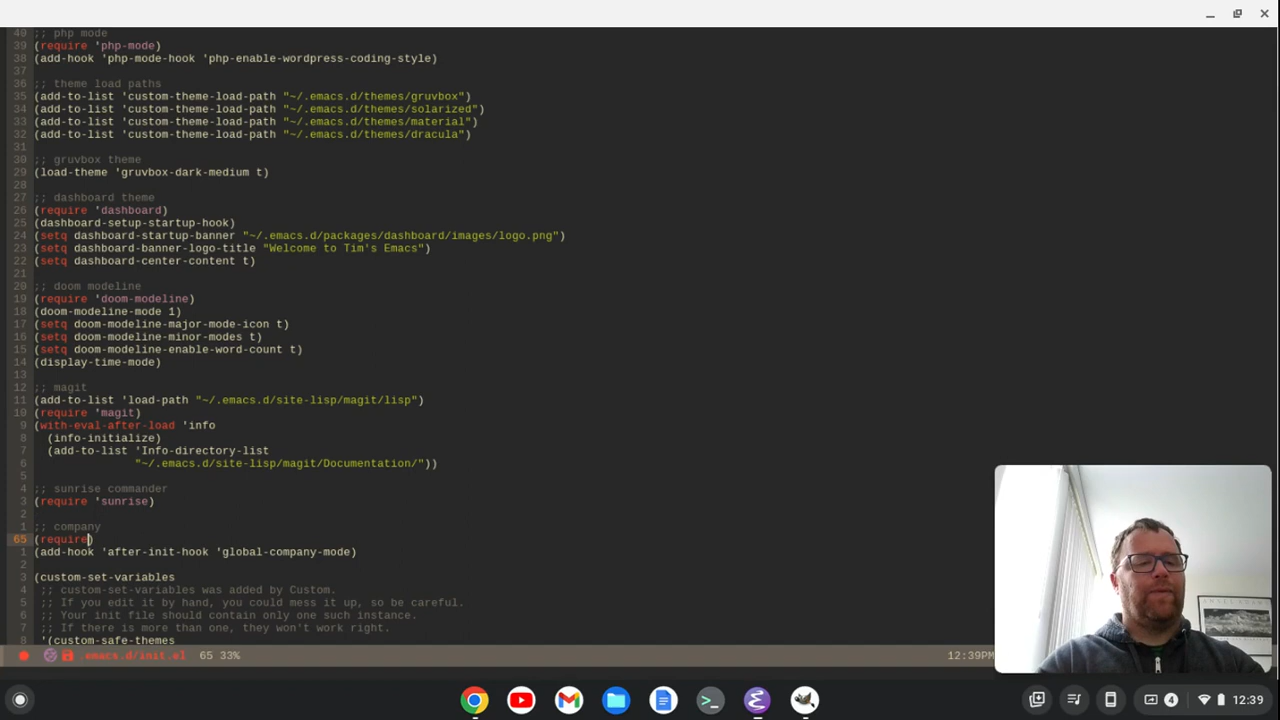 40 ;; php mode
39 (require 'php-mode)
38 (add-hook 'php-mode-hook 'php-enable-wordpress-coding-style)
37
36 ;; theme load paths
35 (add-to-list 'custom-theme-load-path "~/.emacs.d/themes/gruvbox")
34 (add-to-list 'custom-theme-load-path "~/.emacs.d/themes/solarized")
33 (add-to-list 'custom-theme-load-path "~/.emacs.d/themes/material")
32 (add-to-list 'custom-theme-load-path "~/.emacs.d/themes/dracula")
31
30 ;; gruvbox theme
29 (load-theme 'gruvbox-dark-medium t)
28
27 ;; dashboard theme
26 (require 'dashboard)
25 (dashboard-setup-startup-hook)
24 (setq dashboard-startup-banner "~/.emacs.d/packages/dashboard/images/logo.png")
23 (setq dashboard-banner-logo-title "Welcome to Tim's Emacs")
22 (setq dashboard-center-content t)
21
20 ;; doom modeline
19 (require 'doom-modeline)
18 (doom-modeline-mode 1)
17 (setq doom-modeline-major-mode-icon t)
16 (setq doom-modeline-minor-modes t)
15 (setq doom-modeline-enable-word-count t)
14 (display-time-mode)
13
12 ;; magit
11 (add-to-list 'load-path "~/.emacs.d/site-lisp/magit/lisp")
10 (require 'magit)
9 (with-eval-after-load 'info
8 (info-initialize)
7 (add-to-list 'Info-directory-list
6 "~/.emacs.d/site-lisp/magit/Documentation/"))
5
4 ;; sunrise commander
3 (require 'sunrise)
2
1 ;; company
65 (require)
1 (add-hook 'after-init-hook 'global-company-mode)
2
3 (custom-set-variables
4 ;; custom-set-variables was added by Custom.
5 ;; If you edit it by hand, you could mess it up, so be careful.
6 ;; Your init file should contain only one such instance.
7 ;; If there is more than one, they won't work right.
8 '(custom-safe-themes
.emacs.d/init.el 65 33% 12:39PM
4 12:39